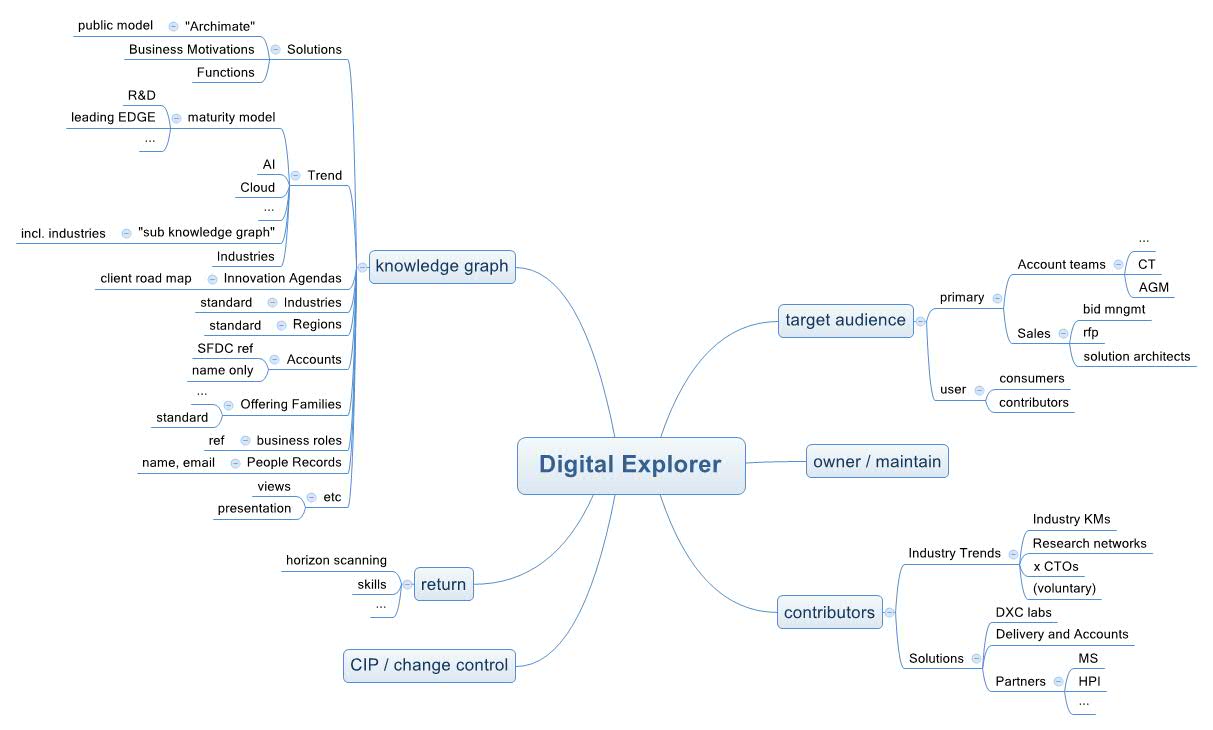 public model
"Archimate"
Business Motivations
Solutions
Functions
R&D
leading EDGE
maturity model
...
AI
Trend
Cloud
...
incl. industries
"sub knowledge graph"
Industries
client road map
Innovation Agendas
standard
Industries
standard
Regions
SFDC ref
Accounts
name only
...
Offering Families
standard
ref
business roles
name, email
People Records
views
etc
presentation
knowledge graph
horizon scanning
skills
...
return
CIP / change control
Digital Explorer
target audience
primary
Account teams
...
CT
AGM
Sales
bid mngmt
rfp
solution architects
user
consumers
contributors
owner / maintain
contributors
Industry Trends
Industry KMs
Research networks
x CTOs
(voluntary)
Solutions
DXC labs
Delivery and Accounts
Partners
MS
HPI
...